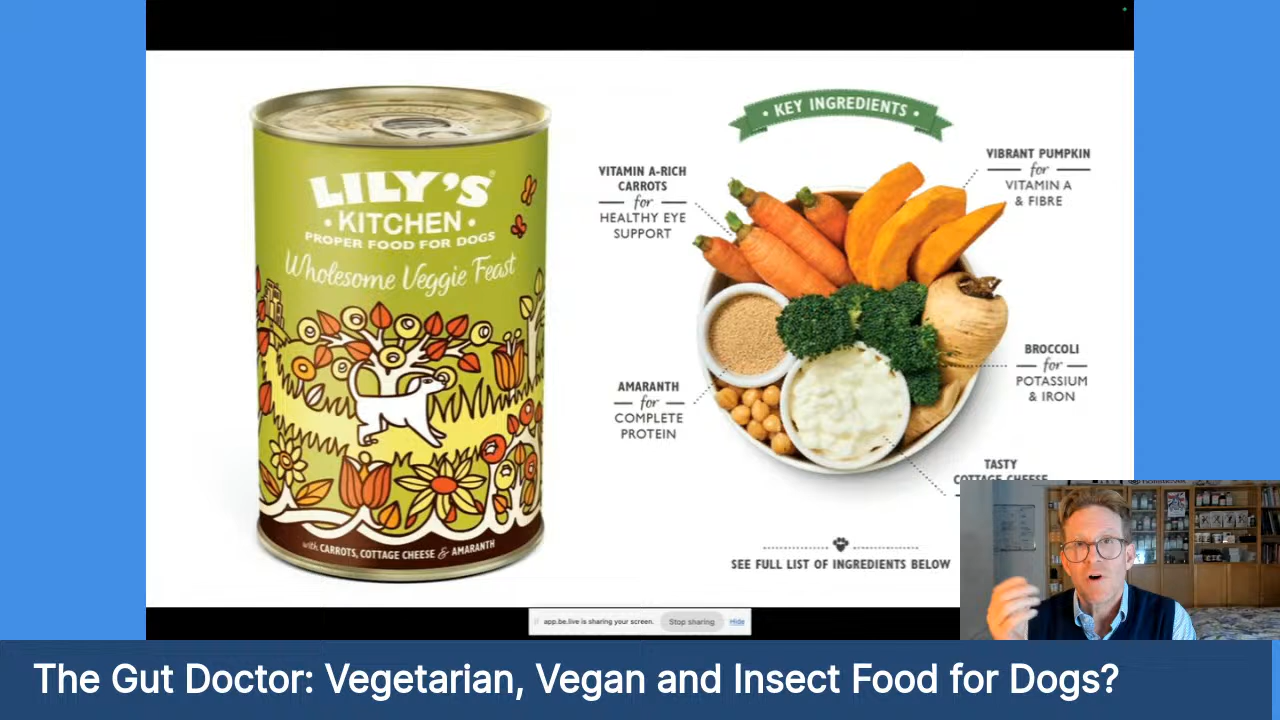 LILY'S
KITCHEN
PROPER FOOD FOR DOGS
Wholesome Veggie Feast
with CARROTS, COTTAGE CHEESE & AMARANTH
KEY INGREDIENTS
VITAMIN A-RICH
CARROTS
for
HEALTHY EYE
SUPPORT
VIBRANT PUMPKIN
for
VITAMIN A
& FIBRE
AMARANTH
for
COMPLETE
PROTEIN
BROCCOLI
for
POTASSIUM
& IRON
TASTY
COTTAGE CHEESE
SEE FULL LIST OF INGREDIENTS BELOW
app.be.live is sharing your screen.
Stop sharing
Hide
The Gut Doctor: Vegetarian, Vegan and Insect Food for Dogs?